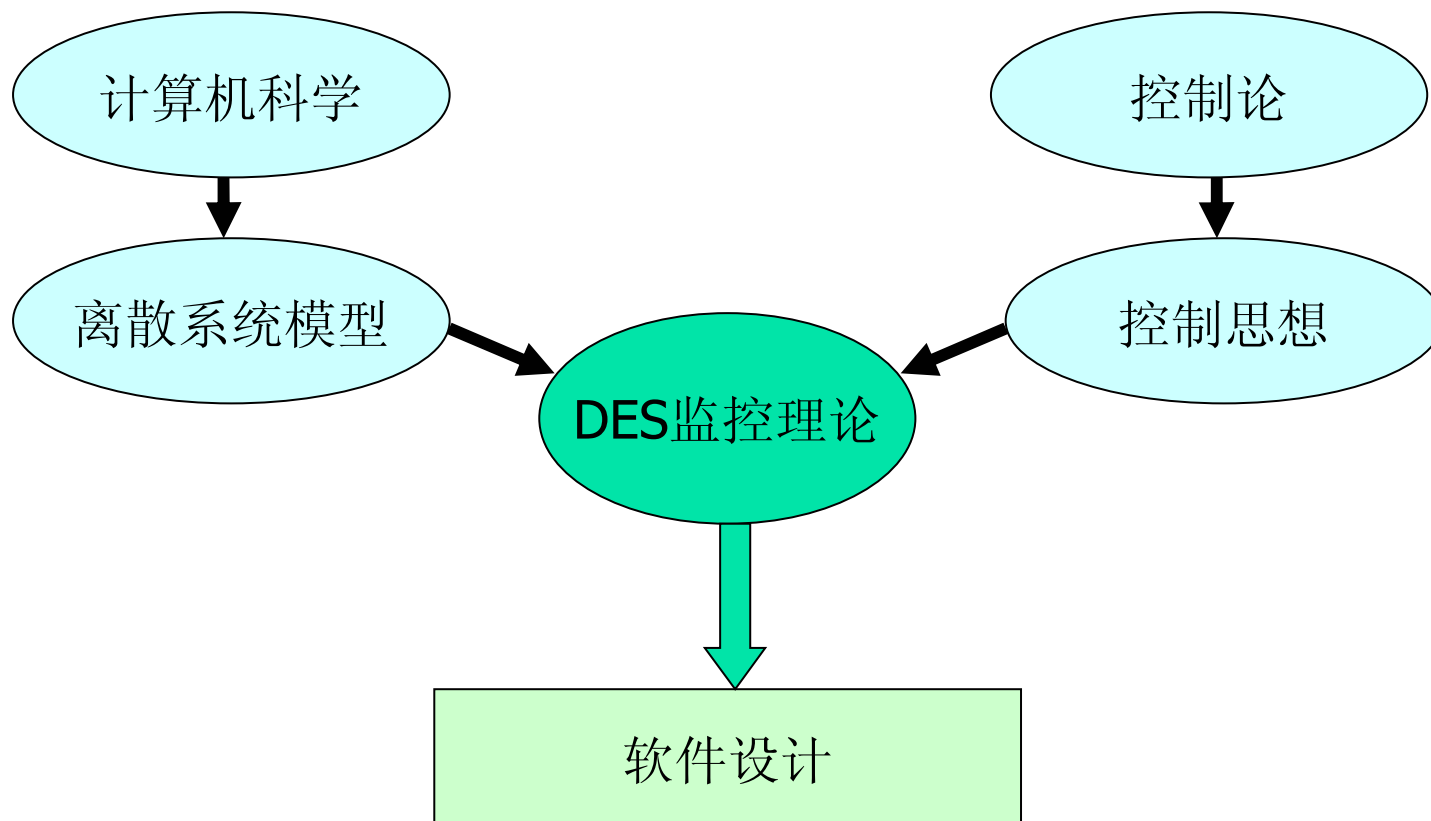 计算机科学
控制论
离散系统模型
控制思想
DES监控理论
软件设计